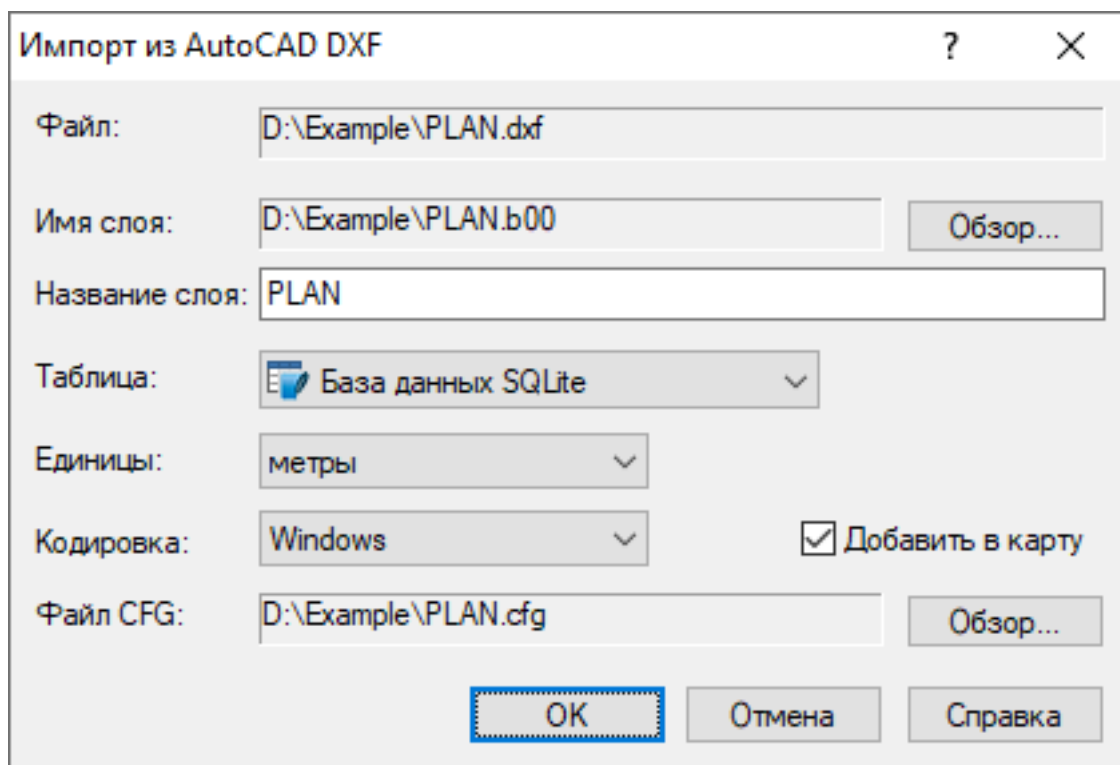 Импорт из AutoCAD DXF ?
Файл: D:\Example\PLAN.dxf
Имя слоя: D:\Example\PLAN.b00 Обзор...
Название слоя: PLAN
Таблица: База данных SQLite
Единицы: метры
Кодировка: Windows Добавить в карту
Файл CFG: D:\Example\PLAN.cfg Обзор...
OK Отмена Справка